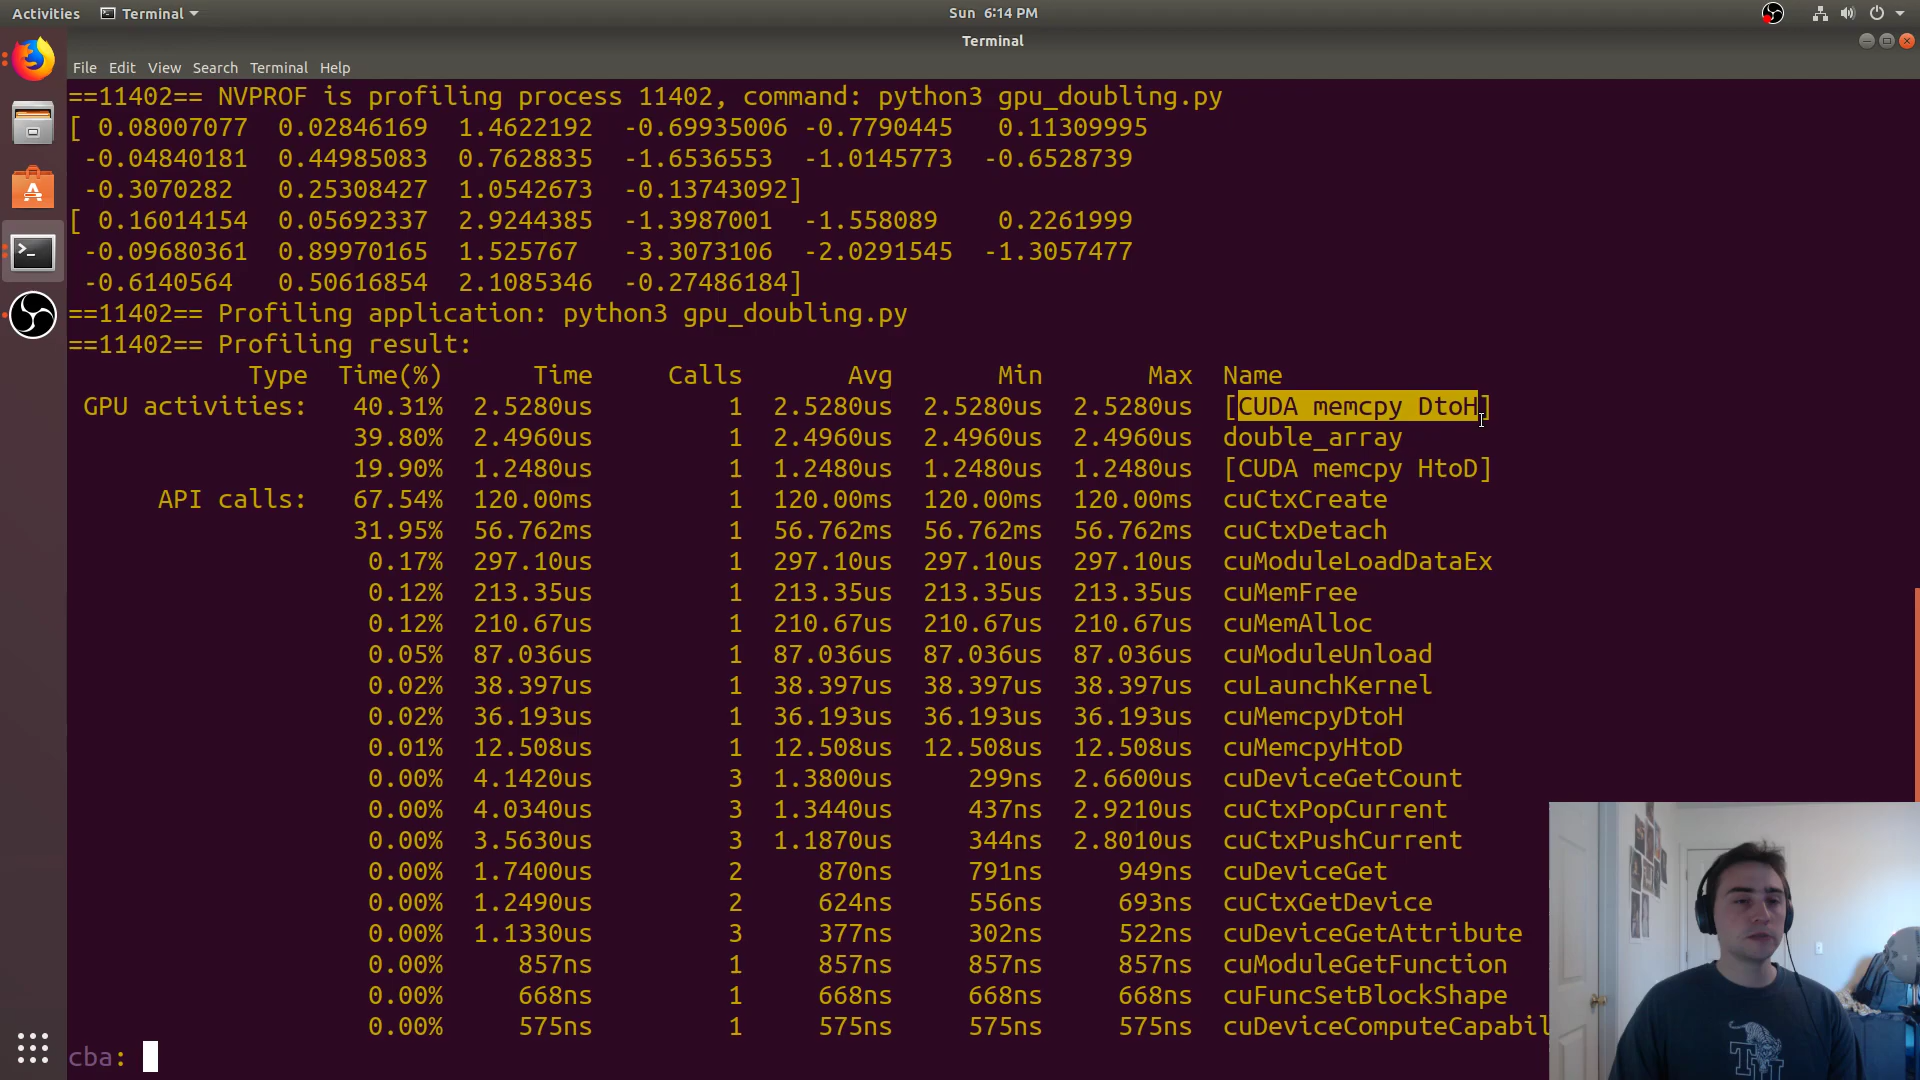 Activities Terminal Sun 6:14 PM
Terminal
File Edit View Search Terminal Help
==11402== NVPROF is profiling process 11402, command: python3 gpu_doubling.py
[ 0.08007077 0.02846169 1.4622192 -0.69935006 -0.7790445 0.11309995
-0.04840181 0.44985083 0.7628835 -1.6536553 -1.0145773 -0.6528739
-0.3070282 0.25308427 1.0542673 -0.13743092]
[ 0.16014154 0.05692337 2.9244385 -1.3987001 -1.558089 0.2261999
-0.09680361 0.89970165 1.525767 -3.3073106 -2.0291545 -1.3057477
-0.6140564 0.50616854 2.1085346 -0.27486184]
==11402== Profiling application: python3 gpu_doubling.py
==11402== Profiling result:
Type Time(%) Time Calls Avg Min Max Name
GPU activities: 40.31% 2.5280us 1 2.5280us 2.5280us 2.5280us [CUDA memcpy DtoH]
39.80% 2.4960us 1 2.4960us 2.4960us 2.4960us double_array
19.90% 1.2480us 1 1.2480us 1.2480us 1.2480us [CUDA memcpy HtoD]
API calls: 67.54% 120.00ms 1 120.00ms 120.00ms 120.00ms cuCtxCreate
31.95% 56.762ms 1 56.762ms 56.762ms 56.762ms cuCtxDetach
0.17% 297.10us 1 297.10us 297.10us 297.10us cuModuleLoadDataEx
0.12% 213.35us 1 213.35us 213.35us 213.35us cuMemFree
0.12% 210.67us 1 210.67us 210.67us 210.67us cuMemAlloc
0.05% 87.036us 1 87.036us 87.036us 87.036us cuModuleUnload
0.02% 38.397us 1 38.397us 38.397us 38.397us cuLaunchKernel
0.02% 36.193us 1 36.193us 36.193us 36.193us cuMemcpyDtoH
0.01% 12.508us 1 12.508us 12.508us 12.508us cuMemcpyHtoD
0.00% 4.1420us 3 1.3800us 299ns 2.6600us cuDeviceGetCount
0.00% 4.0340us 3 1.3440us 437ns 2.9210us cuCtxPopCurrent
0.00% 3.5630us 3 1.1870us 344ns 2.8010us cuCtxPushCurrent
0.00% 1.7400us 2 870ns 791ns 949ns cuDeviceGet
0.00% 1.2490us 2 624ns 556ns 693ns cuCtxGetDevice
0.00% 1.1330us 3 377ns 302ns 522ns cuDeviceGetAttribute
0.00% 857ns 1 857ns 857ns 857ns cuModuleGetFunction
0.00% 668ns 1 668ns 668ns 668ns cuFuncSetBlockShape
0.00% 575ns 1 575ns 575ns 575ns cuDeviceComputeCapabil
cba:
TU